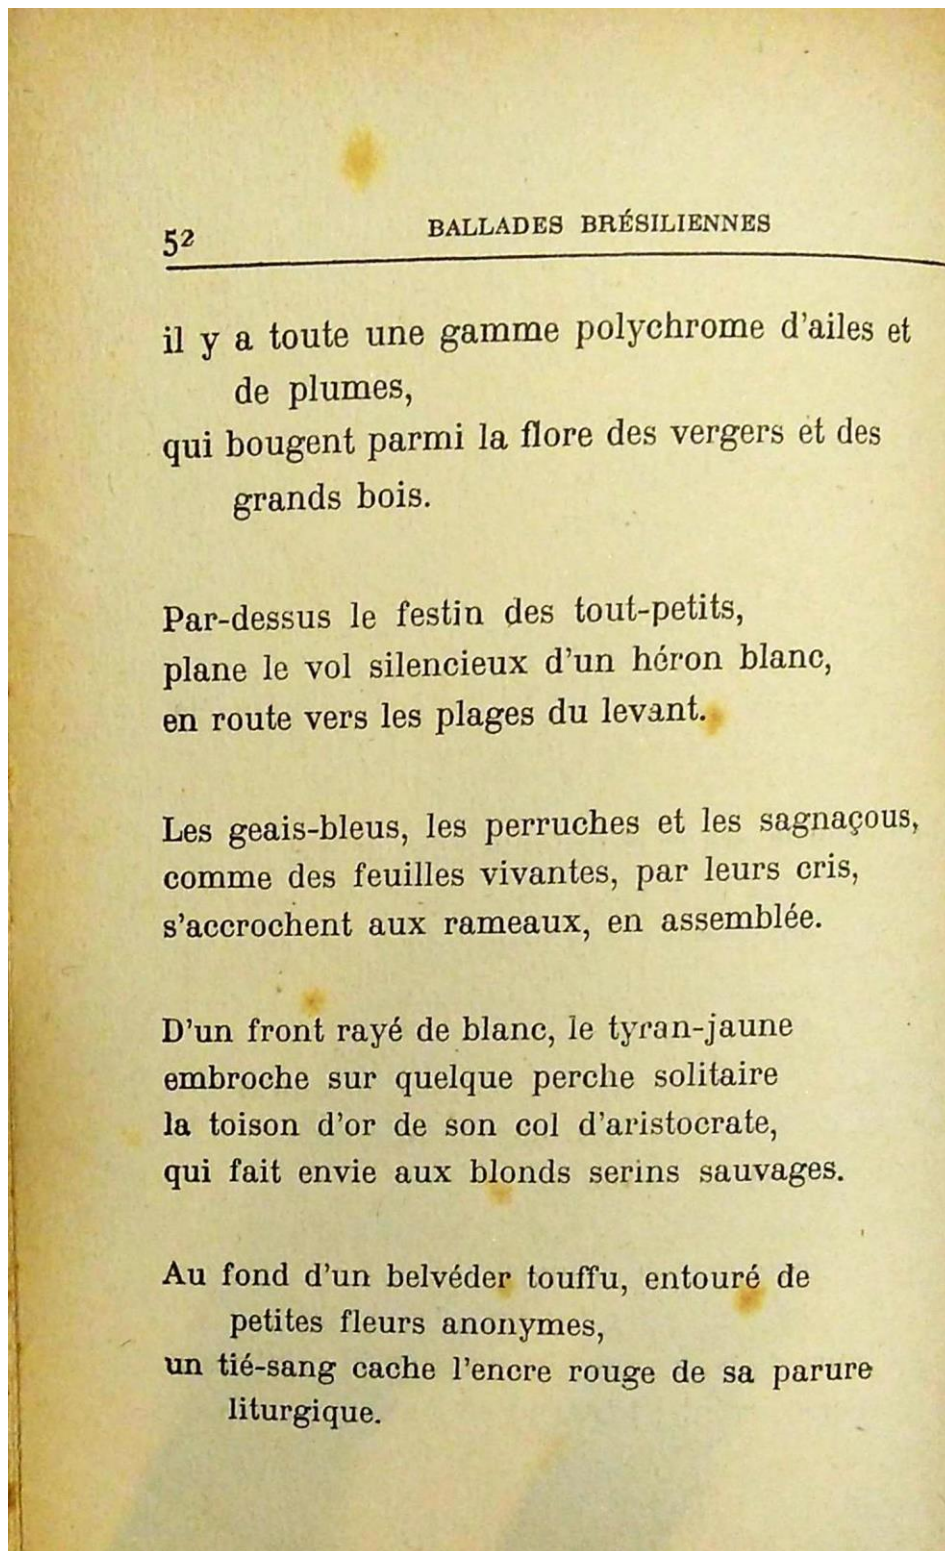 52
BALLADES BRÉSILIENNES
il y a toute une gamme polychrome d'ailes et
de plumes,
qui bougent parmi la flore des vergers et des
grands bois.
Par-dessus le festin des tout-petits,
plane le vol silencieux d'un héron blanc,
en route vers les plages du levant.
Les geais-bleus, les perruches et les sagnaçous,
comme des feuilles vivantes, par leurs cris,
s'accrochent aux rameaux, en assemblée.
D'un front rayé de blanc, le tyran-jaune
embroche sur quelque perche solitaire
la toison d'or de son col d'aristocrate,
qui fait envie aux blonds serins sauvages.
Au fond d'un belvéder touffu, entouré de
petites fleurs anonymes,
un tié-sang cache l'encre rouge de sa parure
liturgique.